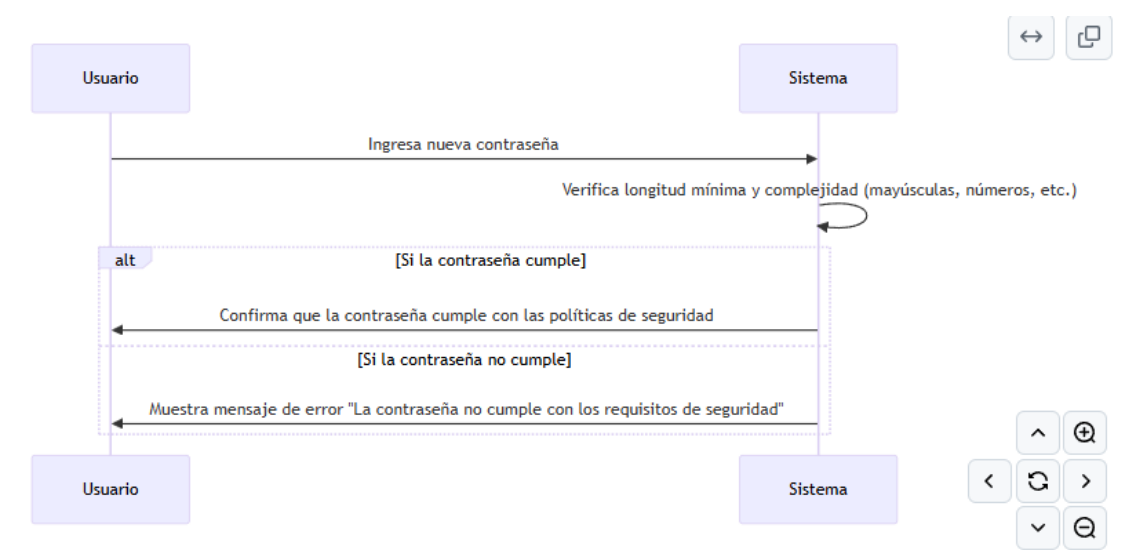 Usuario
Sistema
Ingresa nueva contraseña
Verifica longitud mínima y complejidad (mayúsculas, números, etc.)
alt
[Si la contraseña cumple]
Confirma que la contraseña cumple con las políticas de seguridad
[Si la contraseña no cumple]
Muestra mensaje de error "La contraseña no cumple con los requisitos de seguridad"
Usuario
Sistema